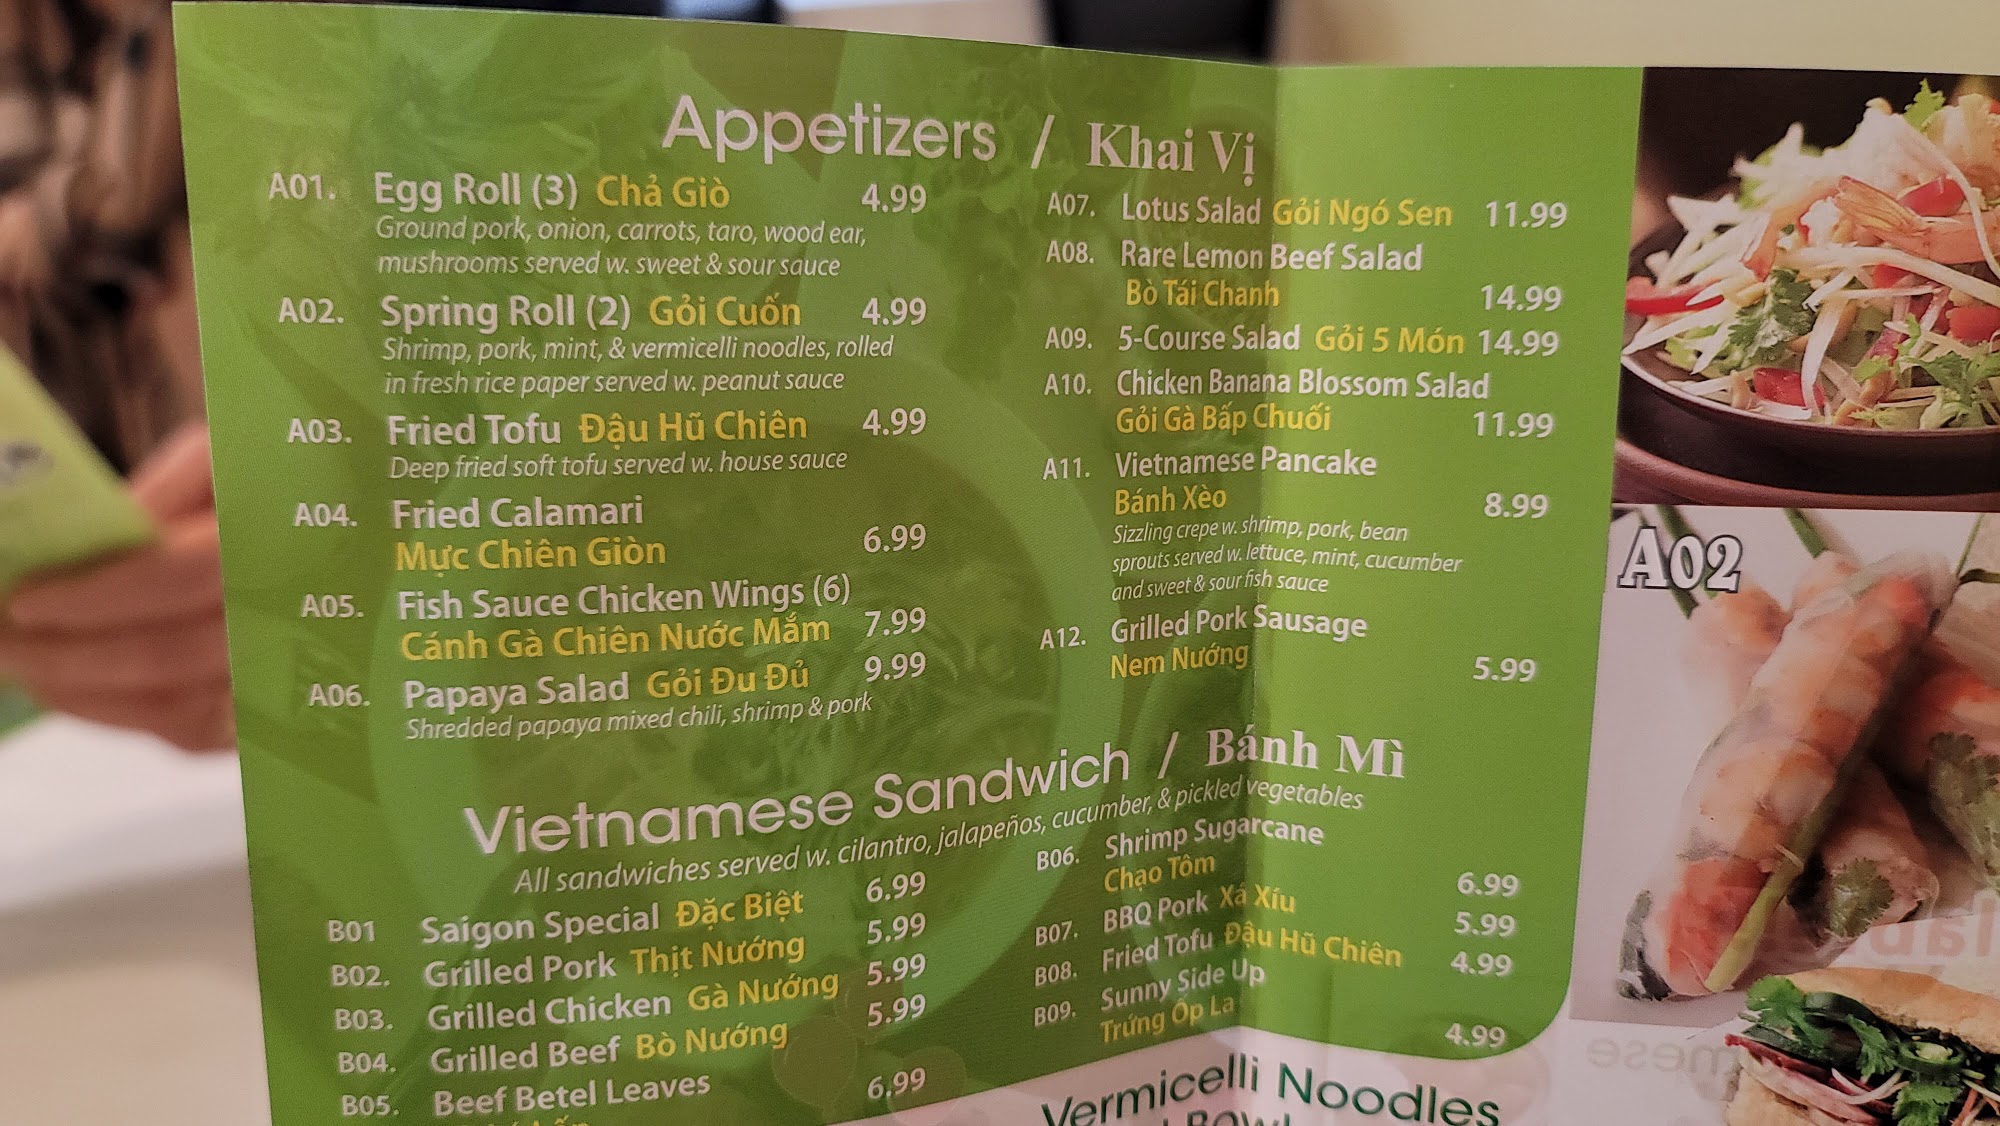 Appetizers / Khai Vị
A01. Egg Roll (3) Chả Giò 4.99
Ground pork, onion, carrots, taro, wood ear,
mushrooms served w. sweet & sour sauce
A02. Spring Roll (2) Gỏi Cuốn 4.99
Shrimp, pork, mint, & vermicelli noodles, rolled
in fresh rice paper served w. peanut sauce
A03. Fried Tofu Đậu Hũ Chiên 4.99
Deep fried soft tofu served w. house sauce
A04. Fried Calamari
Mực Chiên Giòn 6.99
A05. Fish Sauce Chicken Wings (6)
Cánh Gà Chiên Nước Mắm 7.99
A06. Papaya Salad Gỏi Đu Đủ 9.99
Shredded papaya mixed chili, shrimp & pork
A07. Lotus Salad Gỏi Ngó Sen 11.99
A08. Rare Lemon Beef Salad
Bò Tái Chanh 14.99
A09. 5-Course Salad Gỏi 5 Món 14.99
A10. Chicken Banana Blossom Salad
Gỏi Gà Bắp Chuối 11.99
A11. Vietnamese Pancake
Bánh Xèo 8.99
Sizzling crepe w. shrimp, pork, bean
sprouts served w. lettuce, mint, cucumber
and sweet & sour fish sauce
A12. Grilled Pork Sausage
Nem Nướng 5.99
Vietnamese Sandwich / Bánh Mì
All sandwiches served w. cilantro, jalapeños, cucumber, & pickled vegetables
B01 Saigon Special Đặc Biệt 6.99
B02. Grilled Pork Thịt Nướng 5.99
B03. Grilled Chicken Gà Nướng 5.99
B04. Grilled Beef Bò Nướng 5.99
B05. Beef Betel Leaves 6.99
B06. Shrimp Sugarcane
Chạo Tôm 6.99
B07. BBQ Pork Xá Xíu 5.99
B08. Fried Tofu Đậu Hũ Chiên 4.99
B09. Sunny Side Up
Trứng Ốp La 4.99
Vermicelli Noodles
A02